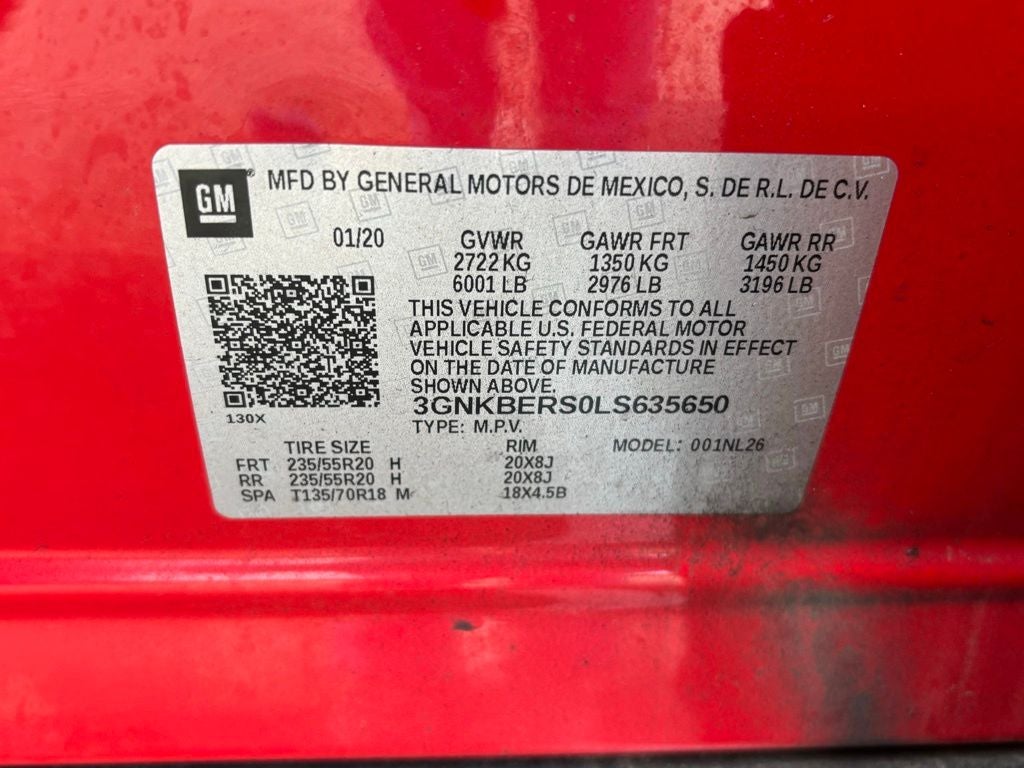 GM MFD BY GENERAL MOTORS DE MEXICO, S. DE R.L. DE C.V.
01/20 GVWR GAWR FRT GAWR RR
2722 KG 1350 KG 1450 KG
6001 LB 2976 LB 3196 LB
THIS VEHICLE CONFORMS TO ALL
APPLICABLE U.S. FEDERAL MOTOR
VEHICLE SAFETY STANDARDS IN EFFECT
ON THE DATE OF MANUFACTURE
SHOWN ABOVE.
3GNKBERS0LS635650
130X
TYPE: M.P.V.
TIRE SIZE RIM MODEL: 001NL26
FRT 235/55R20 H 20X8J
RR 235/55R20 H 20X8J
SPA T135/70R18 M 18X4.5B